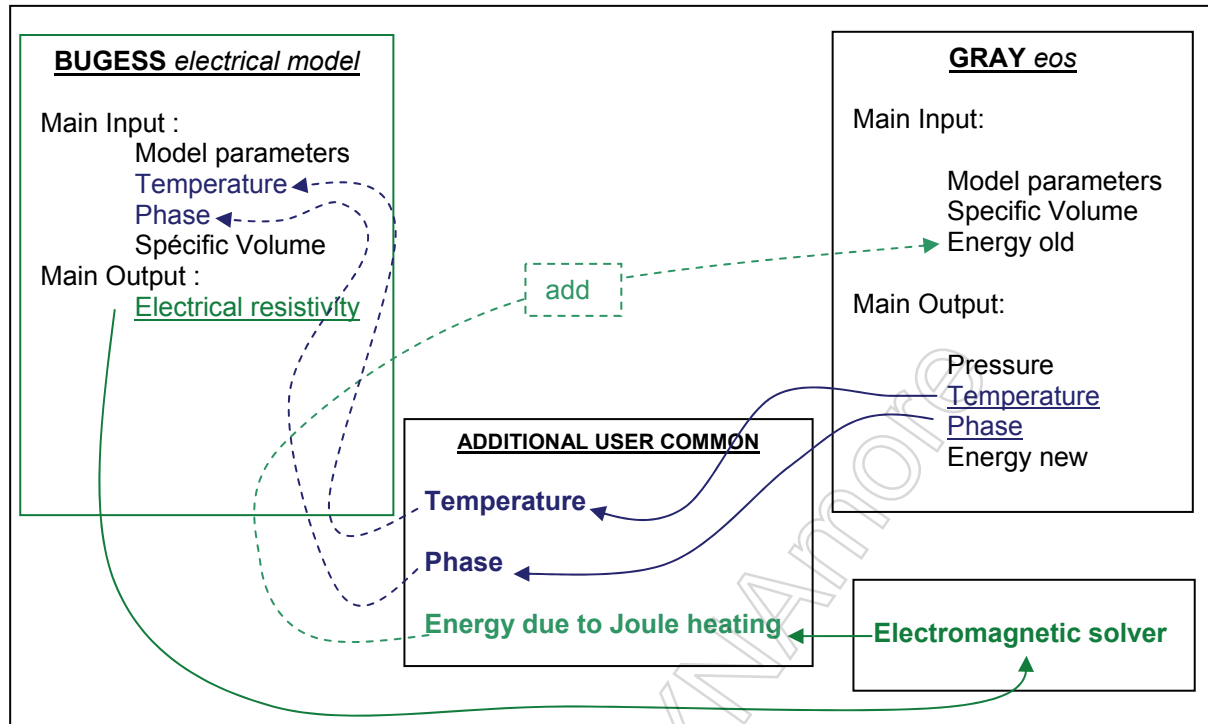 BUGESS electrical model
Main Input :
Model parameters
Temperature
Phase
Spécific Volume
Main Output :
Electrical resistivity
add
GRAY eos
Main Input:
Model parameters
Specific Volume
Energy old
Main Output:
Pressure
Temperature
Phase
Energy new
ADDITIONAL USER COMMON
Temperature
Phase
Energy due to Joule heating
Electromagnetic solver
YNAmore